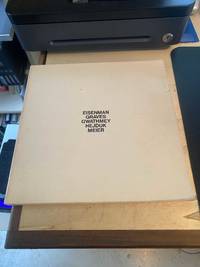 EISENMAN
GRAVES
GWATHMEY
HEJDUK
MEIER